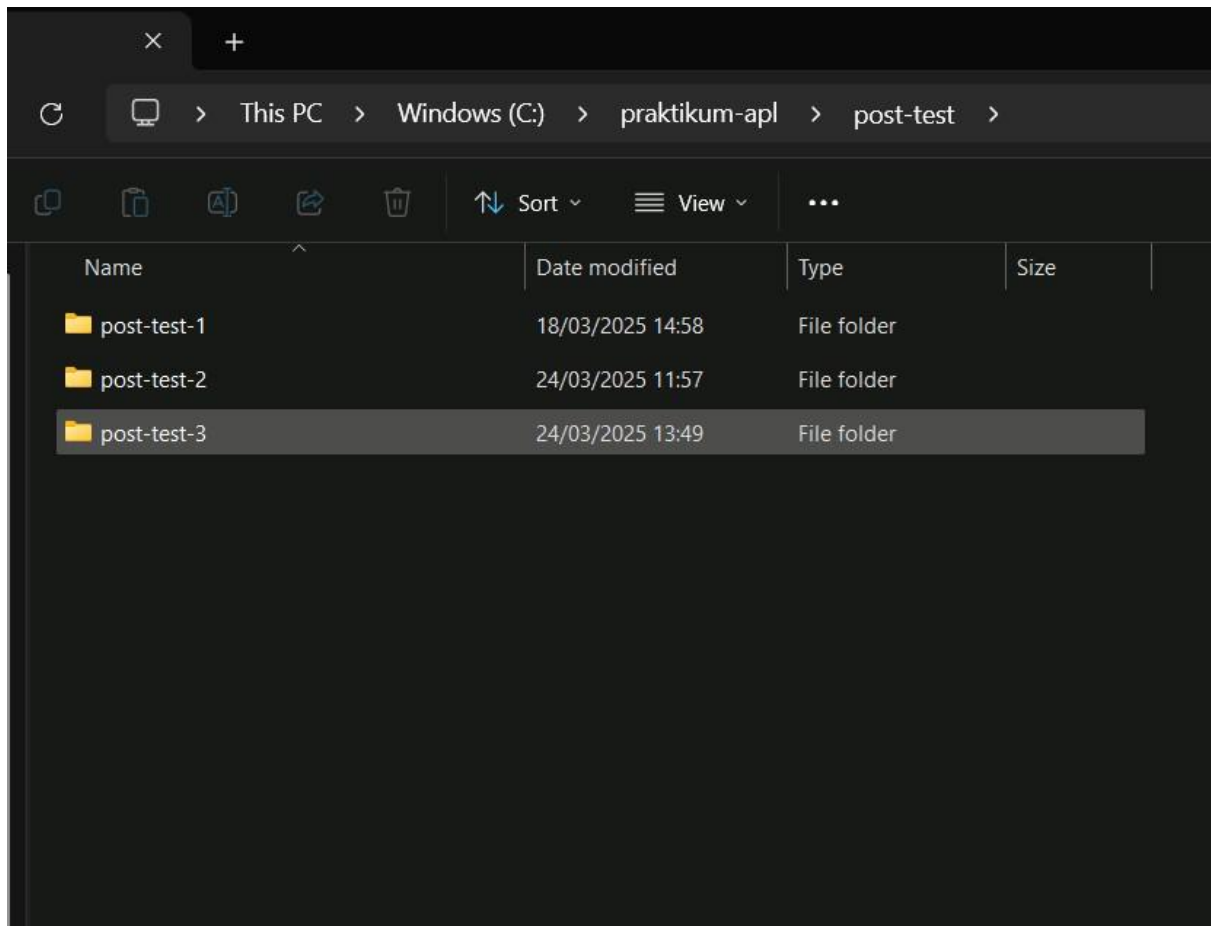 This PC > Windows (C:) > praktikum-apl > post-test >
Sort View
Name Date modified Type Size
post-test-1 18/03/2025 14:58 File folder
post-test-2 24/03/2025 11:57 File folder
post-test-3 24/03/2025 13:49 File folder